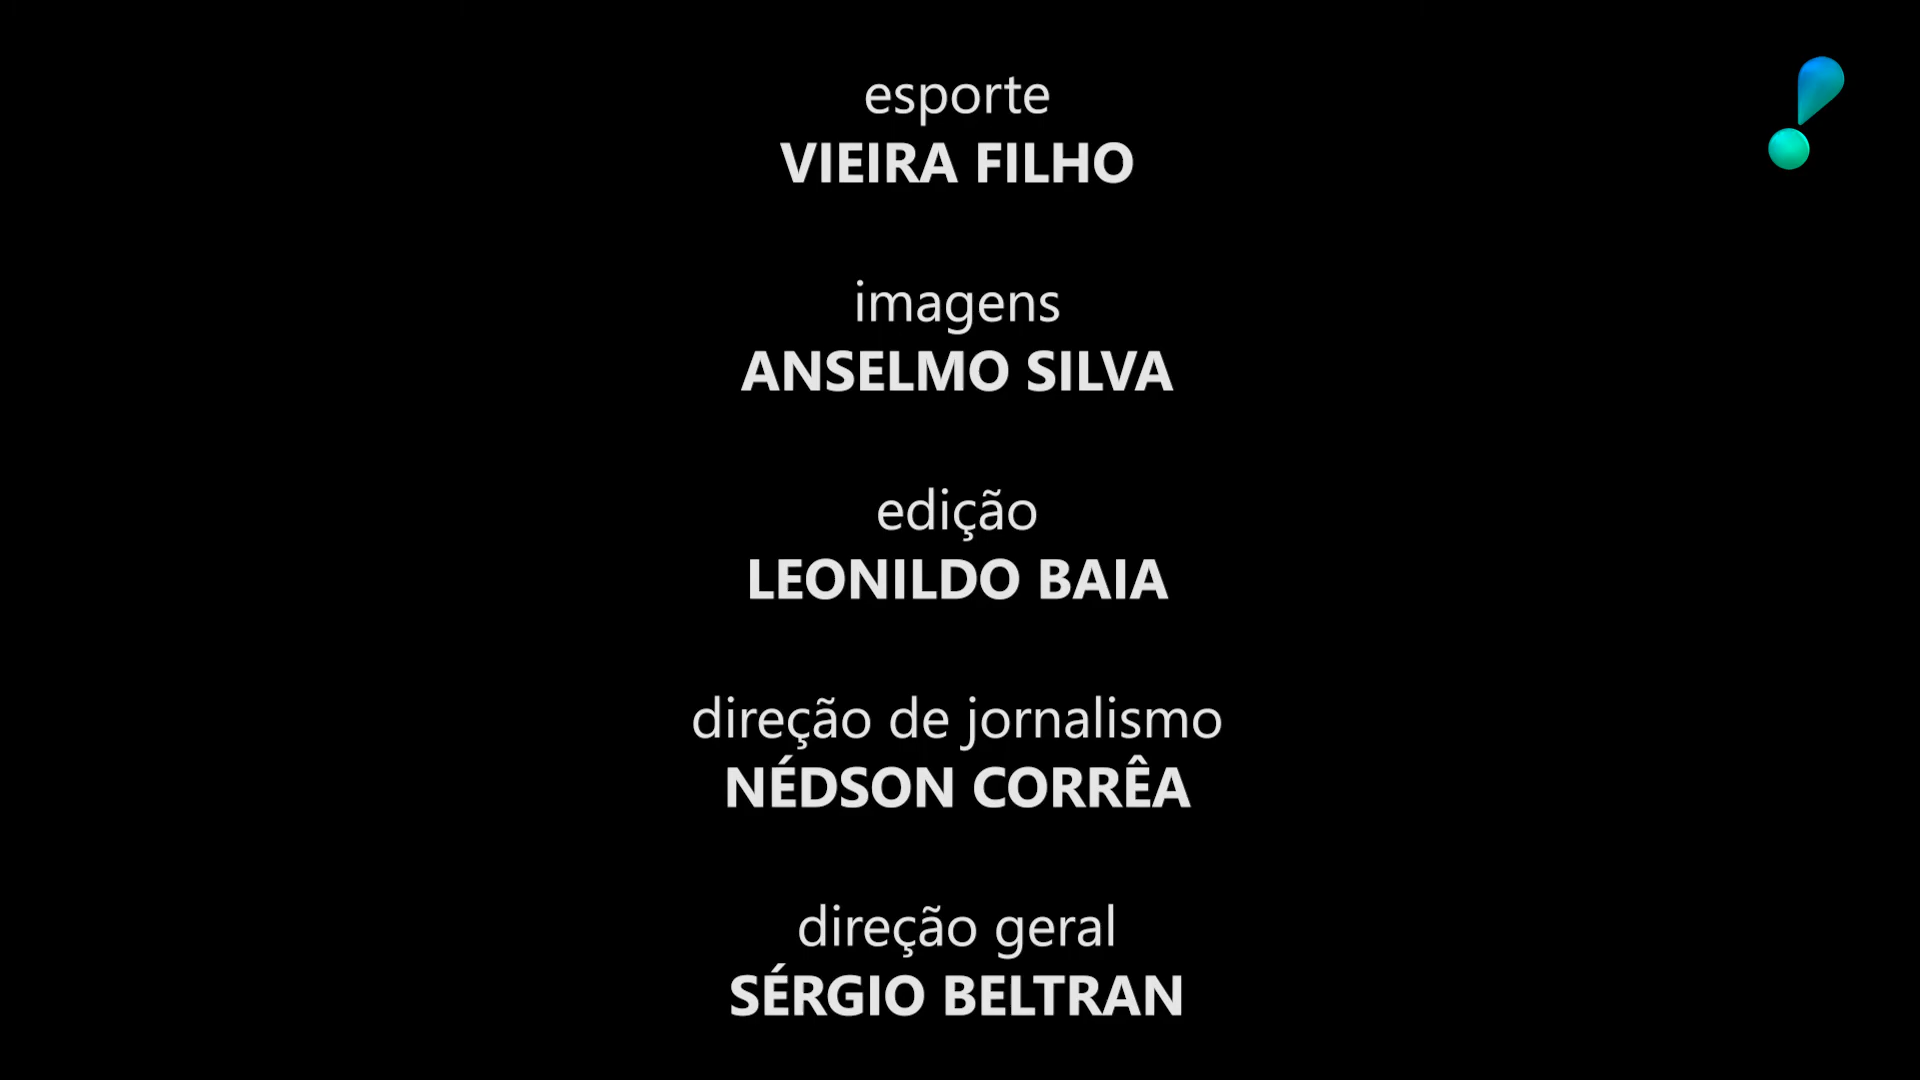 esporte
VIEIRA FILHO
imagens
ANSELMO SILVA
edição
LEONILDO BAIA
direção de jornalismo
NÉDSON CORRÊA
direção geral
SÉRGIO BELTRAN